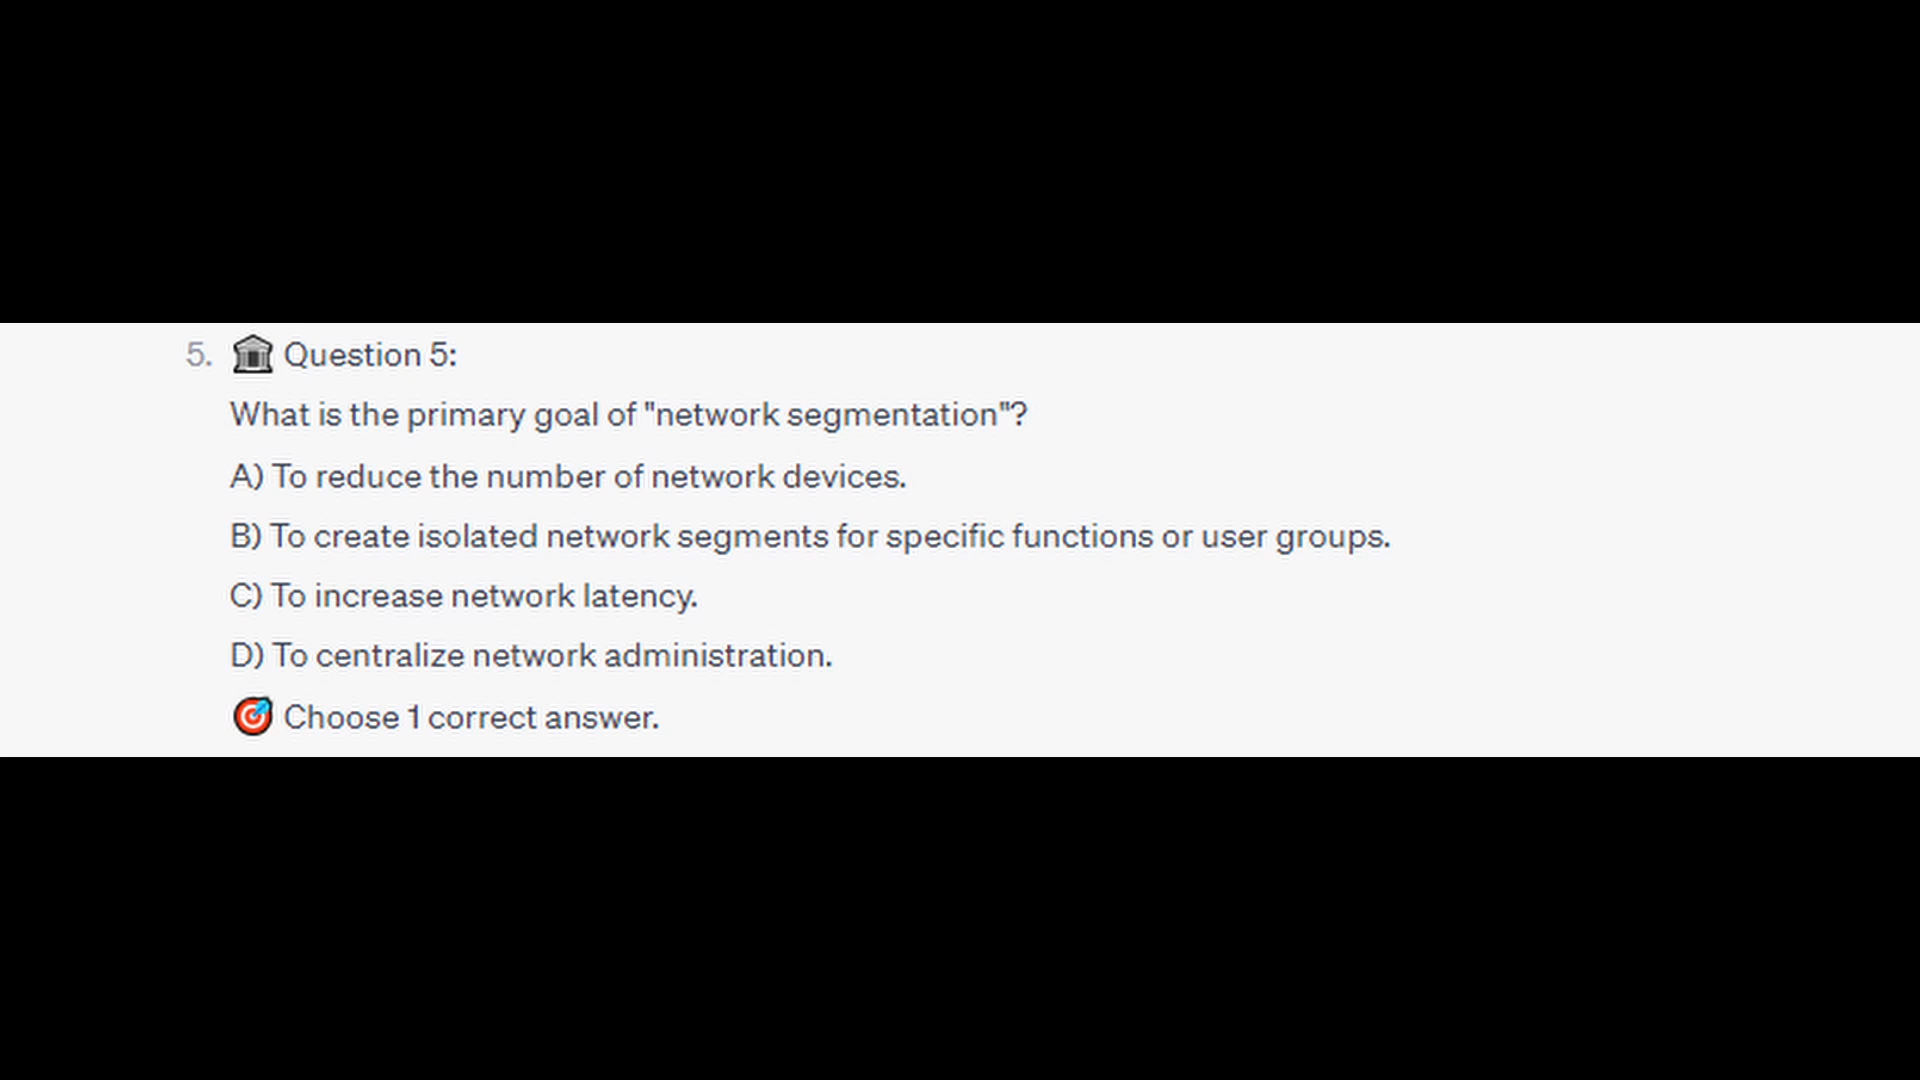 5. 🏛 Question 5:
What is the primary goal of "network segmentation"?
A) To reduce the number of network devices.
B) To create isolated network segments for specific functions or user groups.
C) To increase network latency.
D) To centralize network administration.
🎯 Choose 1 correct answer.